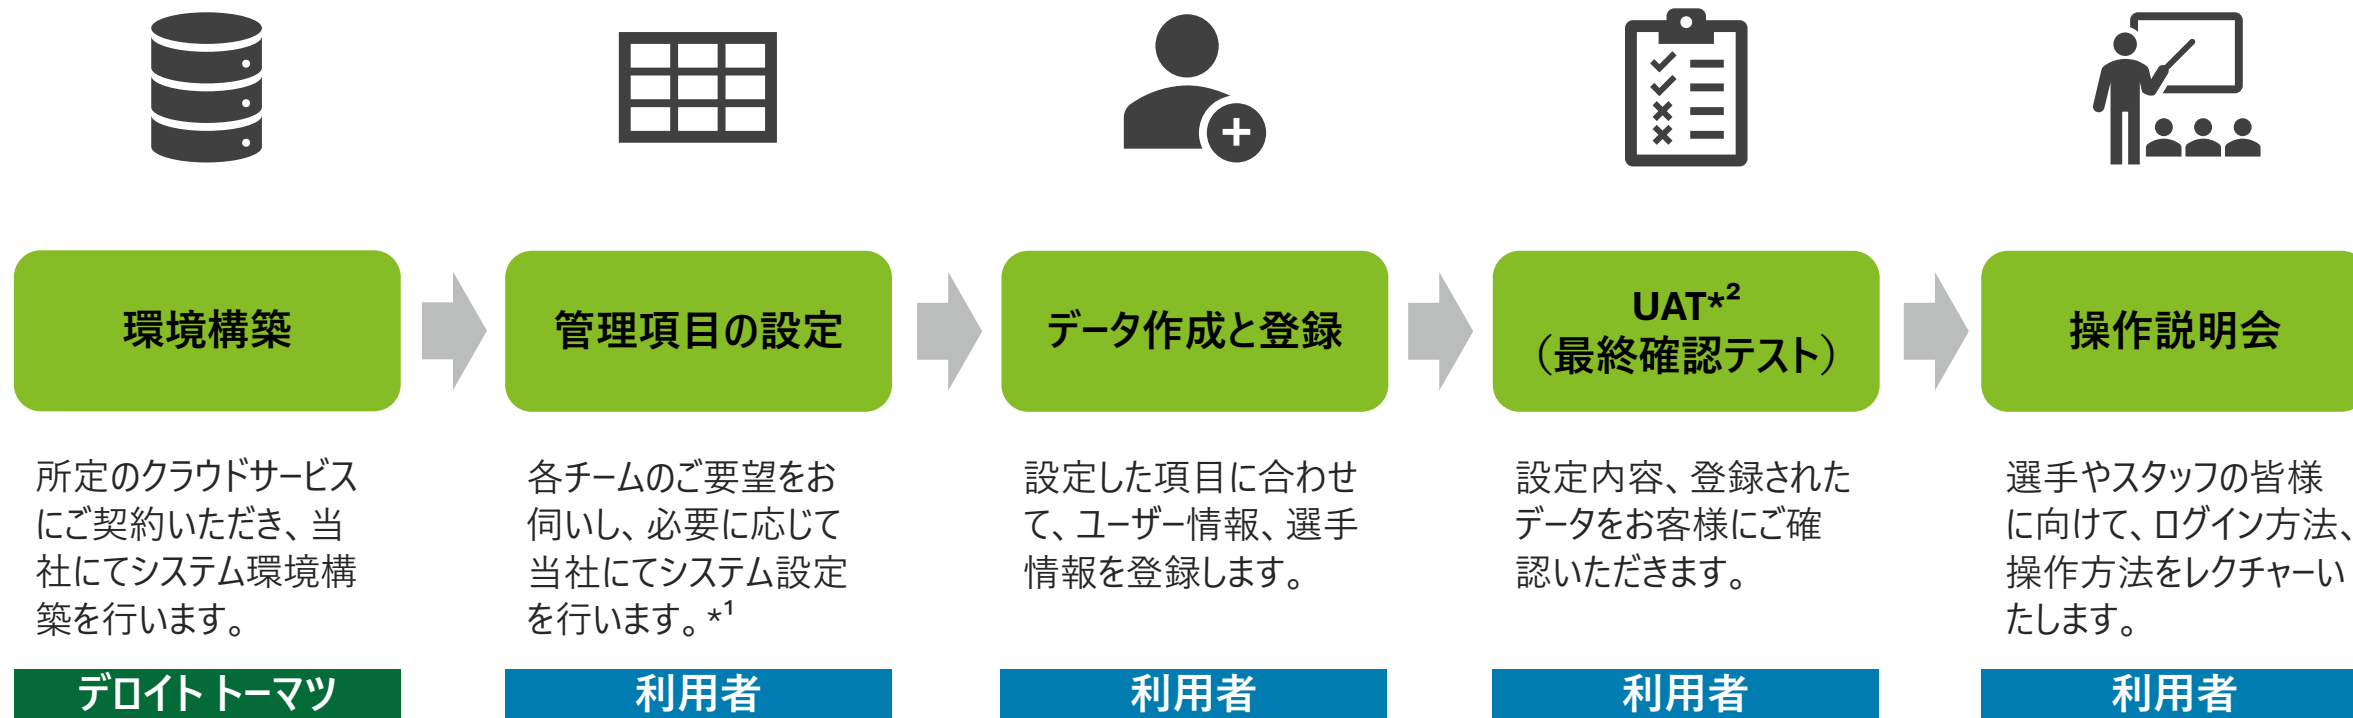 環境構築
所定のクラウドサービス
にご契約いただき、当
社にてシステム環境構
築を行います。
デロイト トーマツ
管理項目の設定
各チームのご要望をお
伺いし、必要に応じて
当社にてシステム設定
を行います。*¹
利用者
データ作成と登録
設定した項目に合わせ
て、ユーザー情報、選手
情報を登録します。
利用者
UAT*²
（最終確認テスト）
設定内容、登録された
データをお客様にご確
認いただきます。
利用者
操作説明会
選手やスタッフの皆様
に向けて、ログイン方法、
操作方法をレクチャーい
たします。
利用者